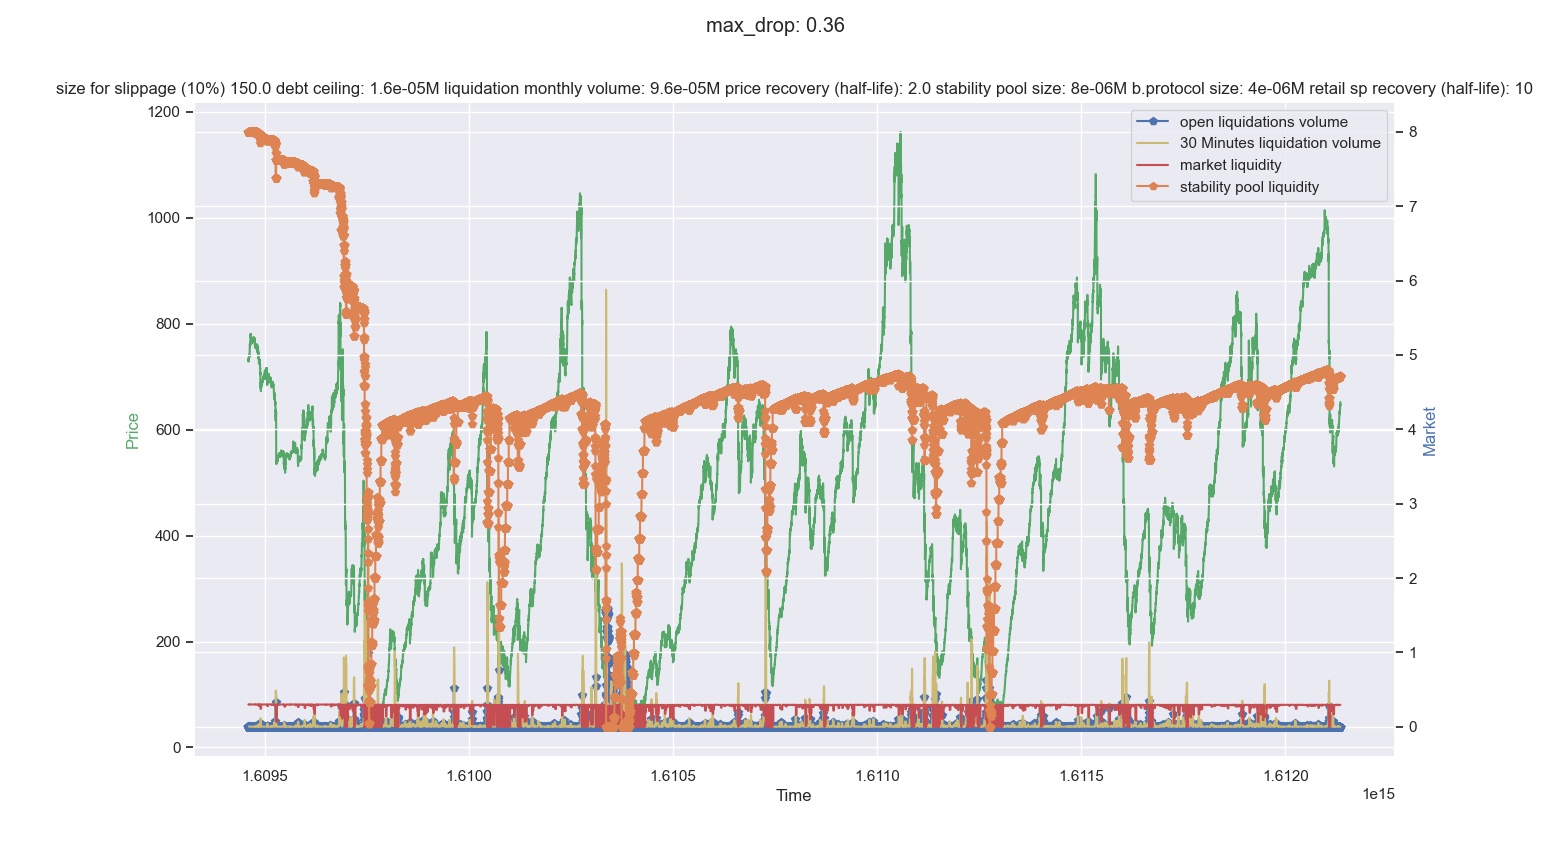 max_drop: 0.36
size for slippage (10%) 150.0 debt ceiling: 1.6e-05M liquidation monthly volume: 9.6e-05M price recovery (half-life): 2.0 stability pool size: 8e-06M b.protocol size: 4e-06M retail sp recovery (half-life): 10
open liquidations volume
30 Minutes liquidation volume
market liquidity
stability pool liquidity
1200
1000
800
600
400
200
0
Price
8
7
6
5
4
3
2
1
0
Market
1.6095 1.6100 1.6105 1.6110 1.6115 1.6120
1e15
Time